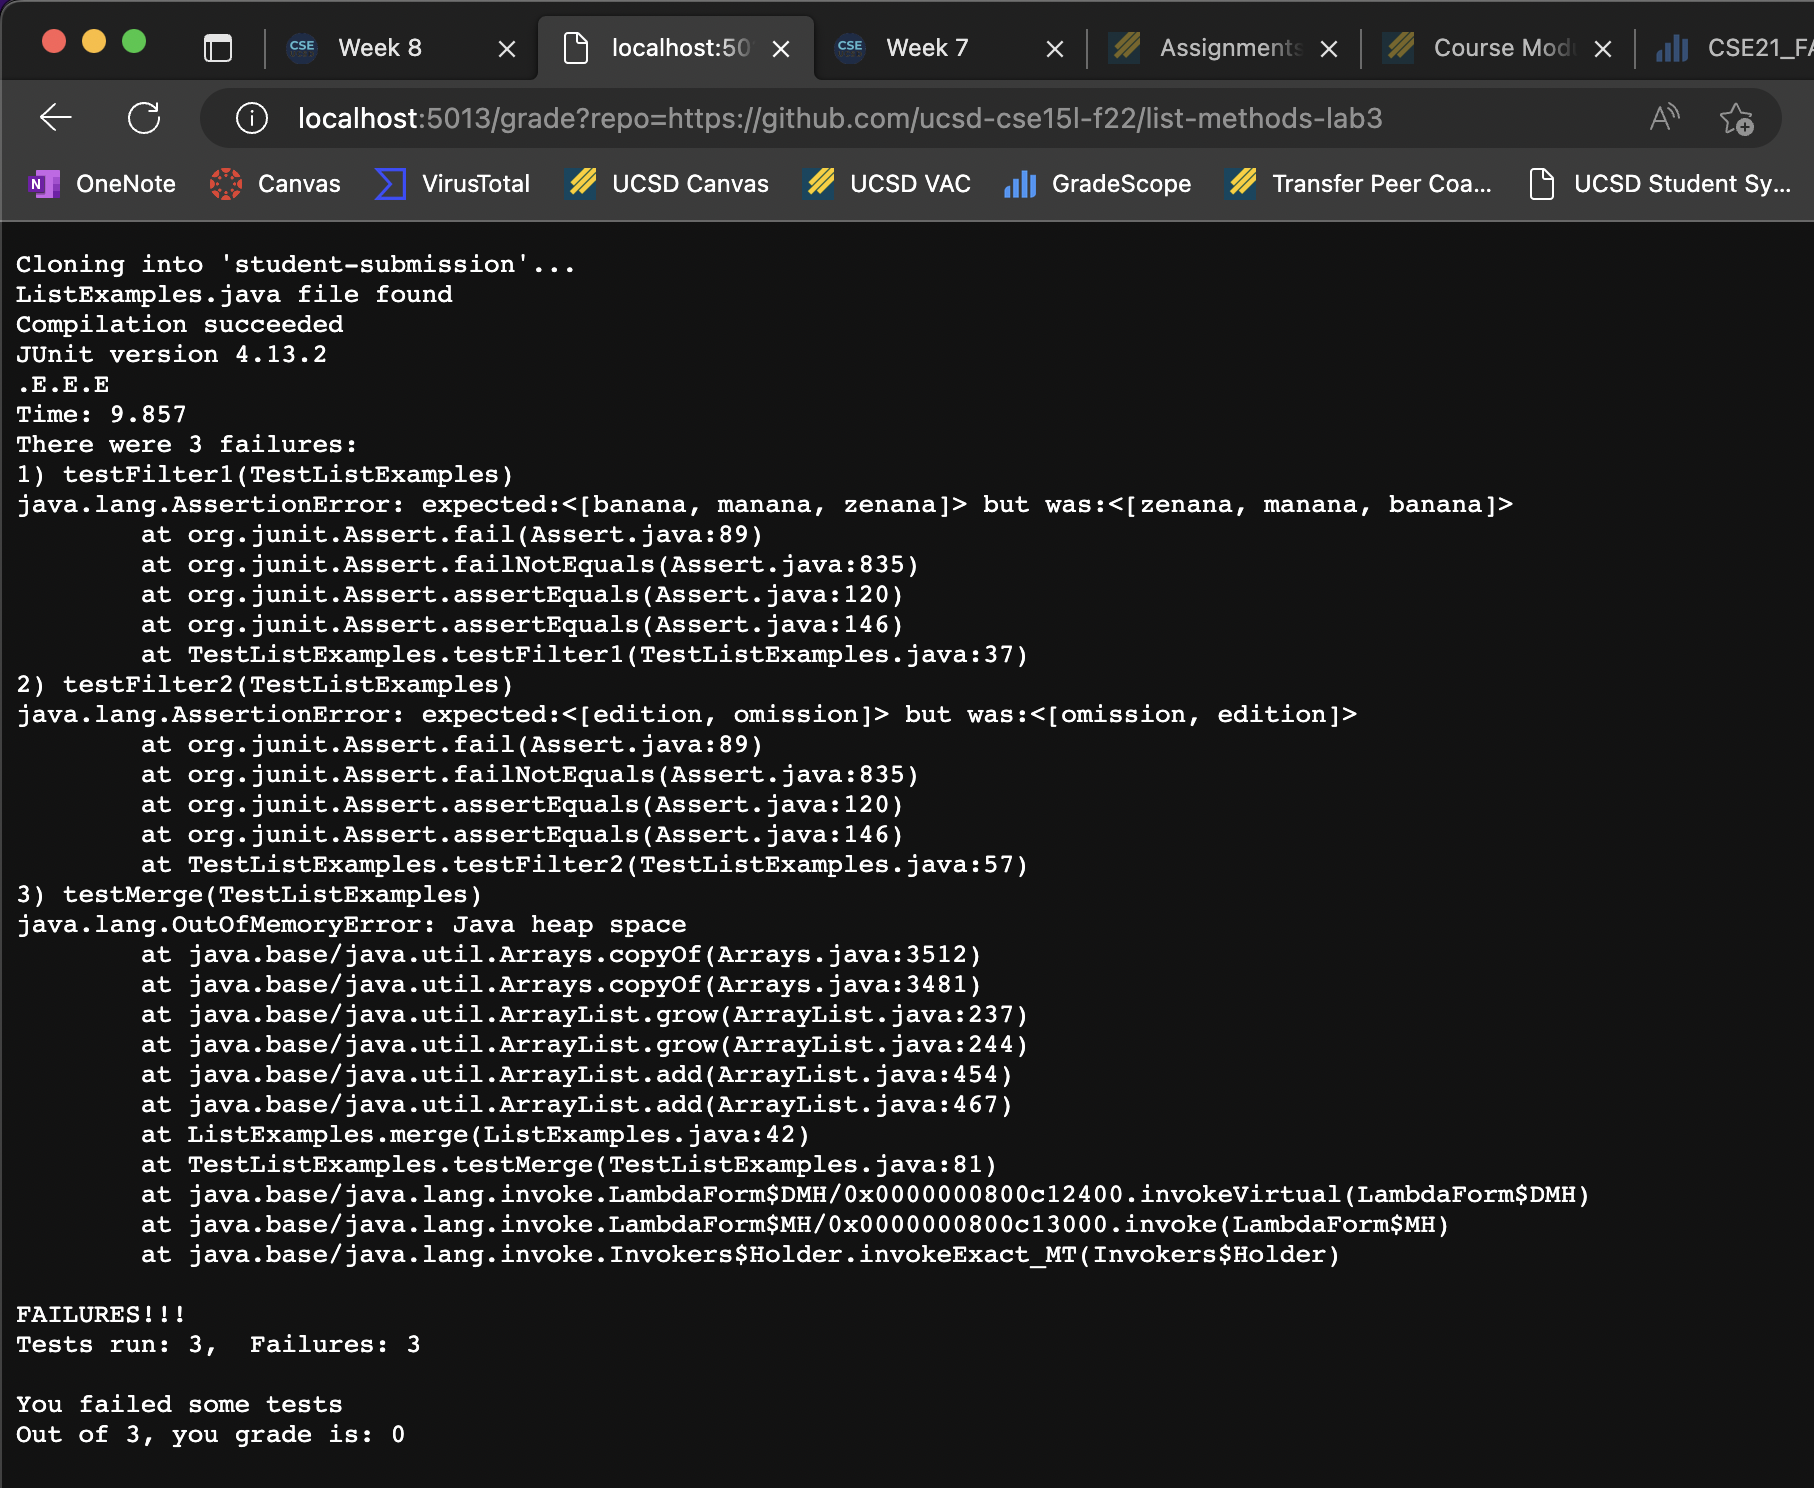 Week 8
localhost:50
Week 7
Assignments
Course Mod
CSE21_FA
localhost:5013/grade?repo=https://github.com/ucsd-cse15l-f22/list-methods-lab3
OneNote
Canvas
VirusTotal
UCSD Canvas
UCSD VAC
GradeScope
Transfer Peer Coa...
UCSD Student Sy...
Cloning into 'student-submission'...
ListExamples.java file found
Compilation succeeded
JUnit version 4.13.2
.E.E.E
Time: 9.857
There were 3 failures:
1) testFilter1(TestListExamples)
java.lang.AssertionError: expected:<[banana, manana, zenana]> but was:<[zenana, manana, banana]>
at org.junit.Assert.fail(Assert.java:89)
at org.junit.Assert.failNotEquals(Assert.java:835)
at org.junit.Assert.assertEquals(Assert.java:120)
at org.junit.Assert.assertEquals(Assert.java:146)
at TestListExamples.testFilter1(TestListExamples.java:37)
2) testFilter2(TestListExamples)
java.lang.AssertionError: expected:<[edition, omission]> but was:<[omission, edition]>
at org.junit.Assert.fail(Assert.java:89)
at org.junit.Assert.failNotEquals(Assert.java:835)
at org.junit.Assert.assertEquals(Assert.java:120)
at org.junit.Assert.assertEquals(Assert.java:146)
at TestListExamples.testFilter2(TestListExamples.java:57)
3) testMerge(TestListExamples)
java.lang.OutOfMemoryError: Java heap space
at java.base/java.util.Arrays.copyOf(Arrays.java:3512)
at java.base/java.util.Arrays.copyOf(Arrays.java:3481)
at java.base/java.util.ArrayList.grow(ArrayList.java:237)
at java.base/java.util.ArrayList.grow(ArrayList.java:244)
at java.base/java.util.ArrayList.add(ArrayList.java:454)
at java.base/java.util.ArrayList.add(ArrayList.java:467)
at ListExamples.merge(ListExamples.java:42)
at TestListExamples.testMerge(TestListExamples.java:81)
at java.base/java.lang.invoke.LambdaForm$DMH/0x0000000800c12400.invokeVirtual(LambdaForm$DMH)
at java.base/java.lang.invoke.LambdaForm$MH/0x0000000800c13000.invoke(LambdaForm$MH)
at java.base/java.lang.invoke.Invokers$Holder.invokeExact_MT(Invokers$Holder)
FAILURES!!!
Tests run: 3,  Failures: 3
You failed some tests
Out of 3, you grade is: 0